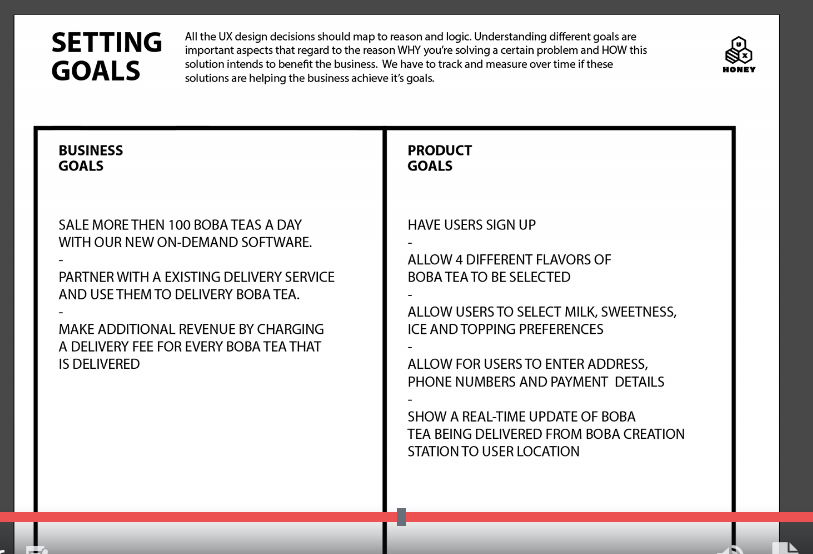 SETTING
GOALS
All the UX design decisions should map to reason and logic. Understanding different goals are
important aspects that regard to the reason WHY you're solving a certain problem and HOW this
solution intends to benefit the business. We have to track and measure over time if these
solutions are helping the business achieve it's goals.
U
X
HONEY
BUSINESS
GOALS
SALE MORE THEN 100 BOBA TEAS A DAY
WITH OUR NEW ON-DEMAND SOFTWARE.
-
PARTNER WITH A EXISTING DELIVERY SERVICE
AND USE THEM TO DELIVERY BOBA TEA.
-
MAKE ADDITIONAL REVENUE BY CHARGING
A DELIVERY FEE FOR EVERY BOBA TEA THAT
IS DELIVERED
PRODUCT
GOALS
HAVE USERS SIGN UP
-
ALLOW 4 DIFFERENT FLAVORS OF
BOBA TEA TO BE SELECTED
-
ALLOW USERS TO SELECT MILK, SWEETNESS,
ICE AND TOPPING PREFERENCES
-
ALLOW FOR USERS TO ENTER ADDRESS,
PHONE NUMBERS AND PAYMENT DETAILS
-
SHOW A REAL-TIME UPDATE OF BOBA
TEA BEING DELIVERED FROM BOBA CREATION
STATION TO USER LOCATION